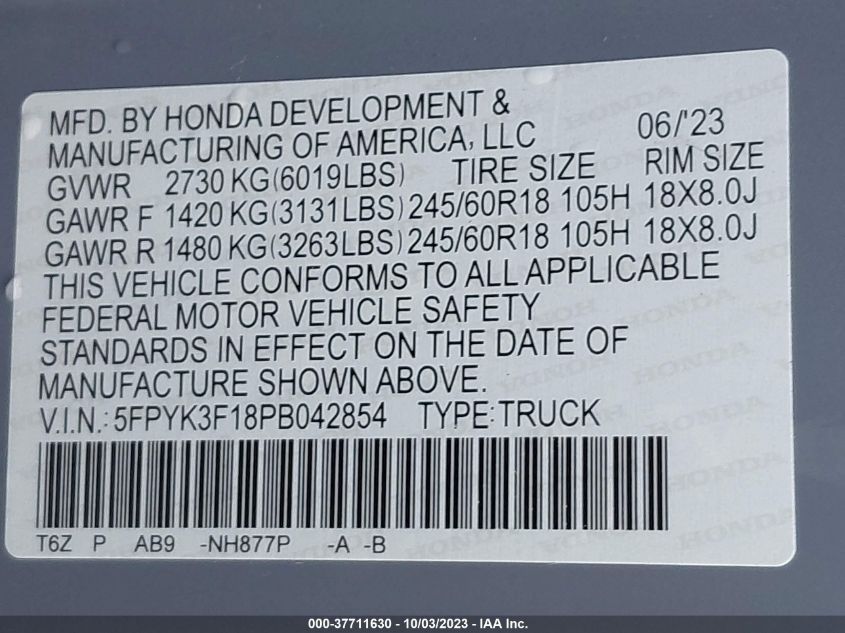 MFD. BY HONDA DEVELOPMENT &
MANUFACTURING OF AMERICA, LLC 06/'23
GVWR 2730 KG(6019LBS) TIRE SIZE RIM SIZE
GAWR F 1420 KG(3131LBS) 245/60R18 105H 18X8.0J
GAWR R 1480 KG(3263LBS) 245/60R18 105H 18X8.0J
THIS VEHICLE CONFORMS TO ALL APPLICABLE
FEDERAL MOTOR VEHICLE SAFETY
STANDARDS IN EFFECT ON THE DATE OF
MANUFACTURE SHOWN ABOVE.
V.I.N.: 5FPYK3F18PB042854 TYPE: TRUCK
T6Z P AB9 -NH877P -A -B
000-37711630 - 10/03/2023 - IAA Inc.